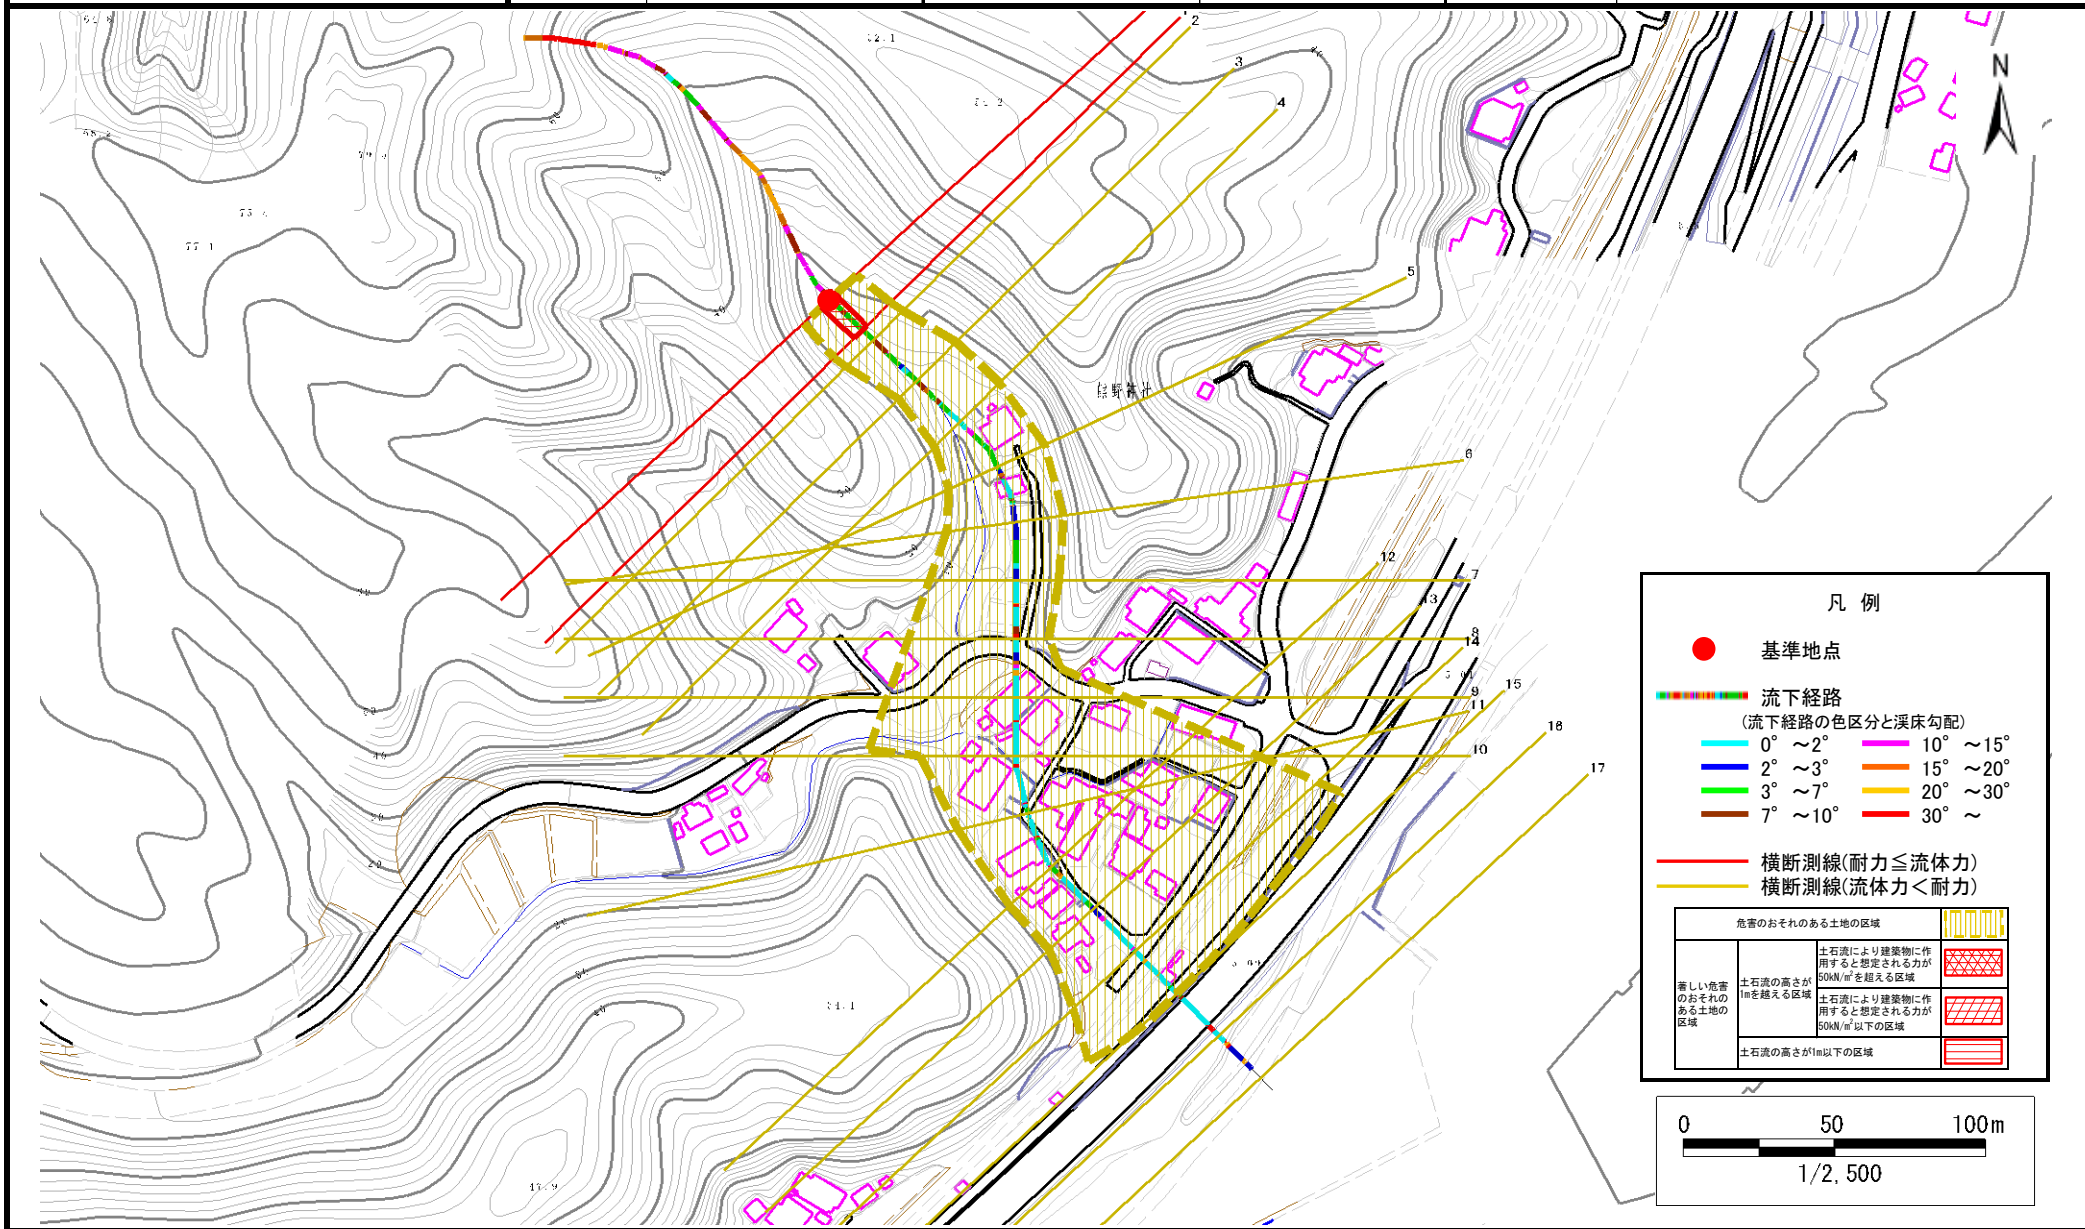 2
3
4
5
6
12
7
13
8
14
9
15
11
16
10
17
熊野神社
N
凡 例
基準地点
流下経路
(流下経路の色区分と渓床勾配)
0° ～2°
10° ～15°
2° ～3°
15° ～20°
3° ～7°
20° ～30°
7° ～10°
30° ～
横断測線(耐力≦流体力)
横断測線(流体力＜耐力)
危害のおそれのある土地の区域
著しい危害
のおそれの
ある土地の
区域
土石流の高さが
1mを越える区域
土石流により建築物に作
用すると想定される力が
50kN/㎡を超える区域
土石流により建築物に作
用すると想定される力が
50kN/㎡以下の区域
土石流の高さが1m以下の区域
0 50 100m
1/2,500